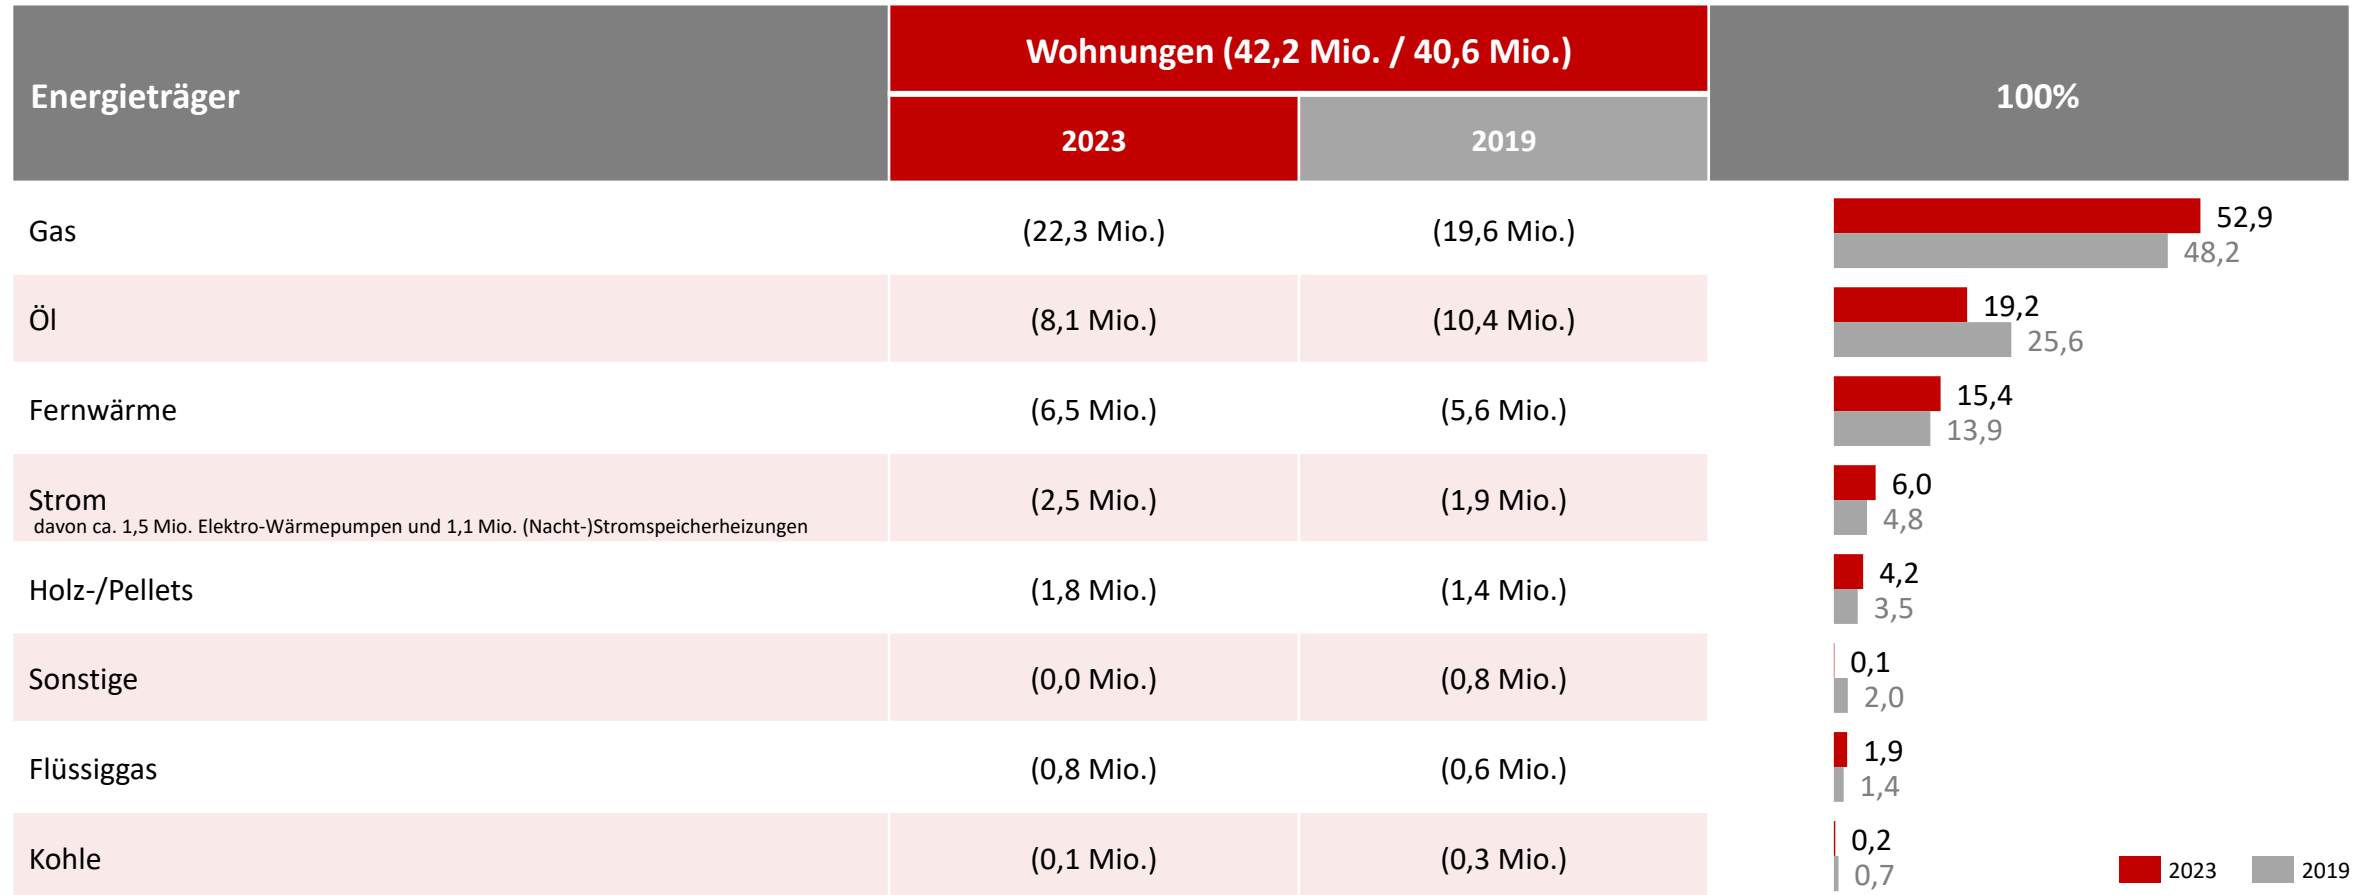 Energieträger
Wohnungen (42,2 Mio. / 40,6 Mio.)
100%
2023
2019
Gas
(22,3 Mio.)
(19,6 Mio.)
52,9
48,2
Öl
(8,1 Mio.)
(10,4 Mio.)
19,2
25,6
Fernwärme
(6,5 Mio.)
(5,6 Mio.)
15,4
13,9
Strom
davon ca. 1,5 Mio. Elektro-Wärmepumpen und 1,1 Mio. (Nacht-)Stromspeicherheizungen
(2,5 Mio.)
(1,9 Mio.)
6,0
4,8
Holz-/Pellets
(1,8 Mio.)
(1,4 Mio.)
4,2
3,5
Sonstige
(0,0 Mio.)
(0,8 Mio.)
0,1
2,0
Flüssiggas
(0,8 Mio.)
(0,6 Mio.)
1,9
1,4
Kohle
(0,1 Mio.)
(0,3 Mio.)
0,2
0,7
2023
2019